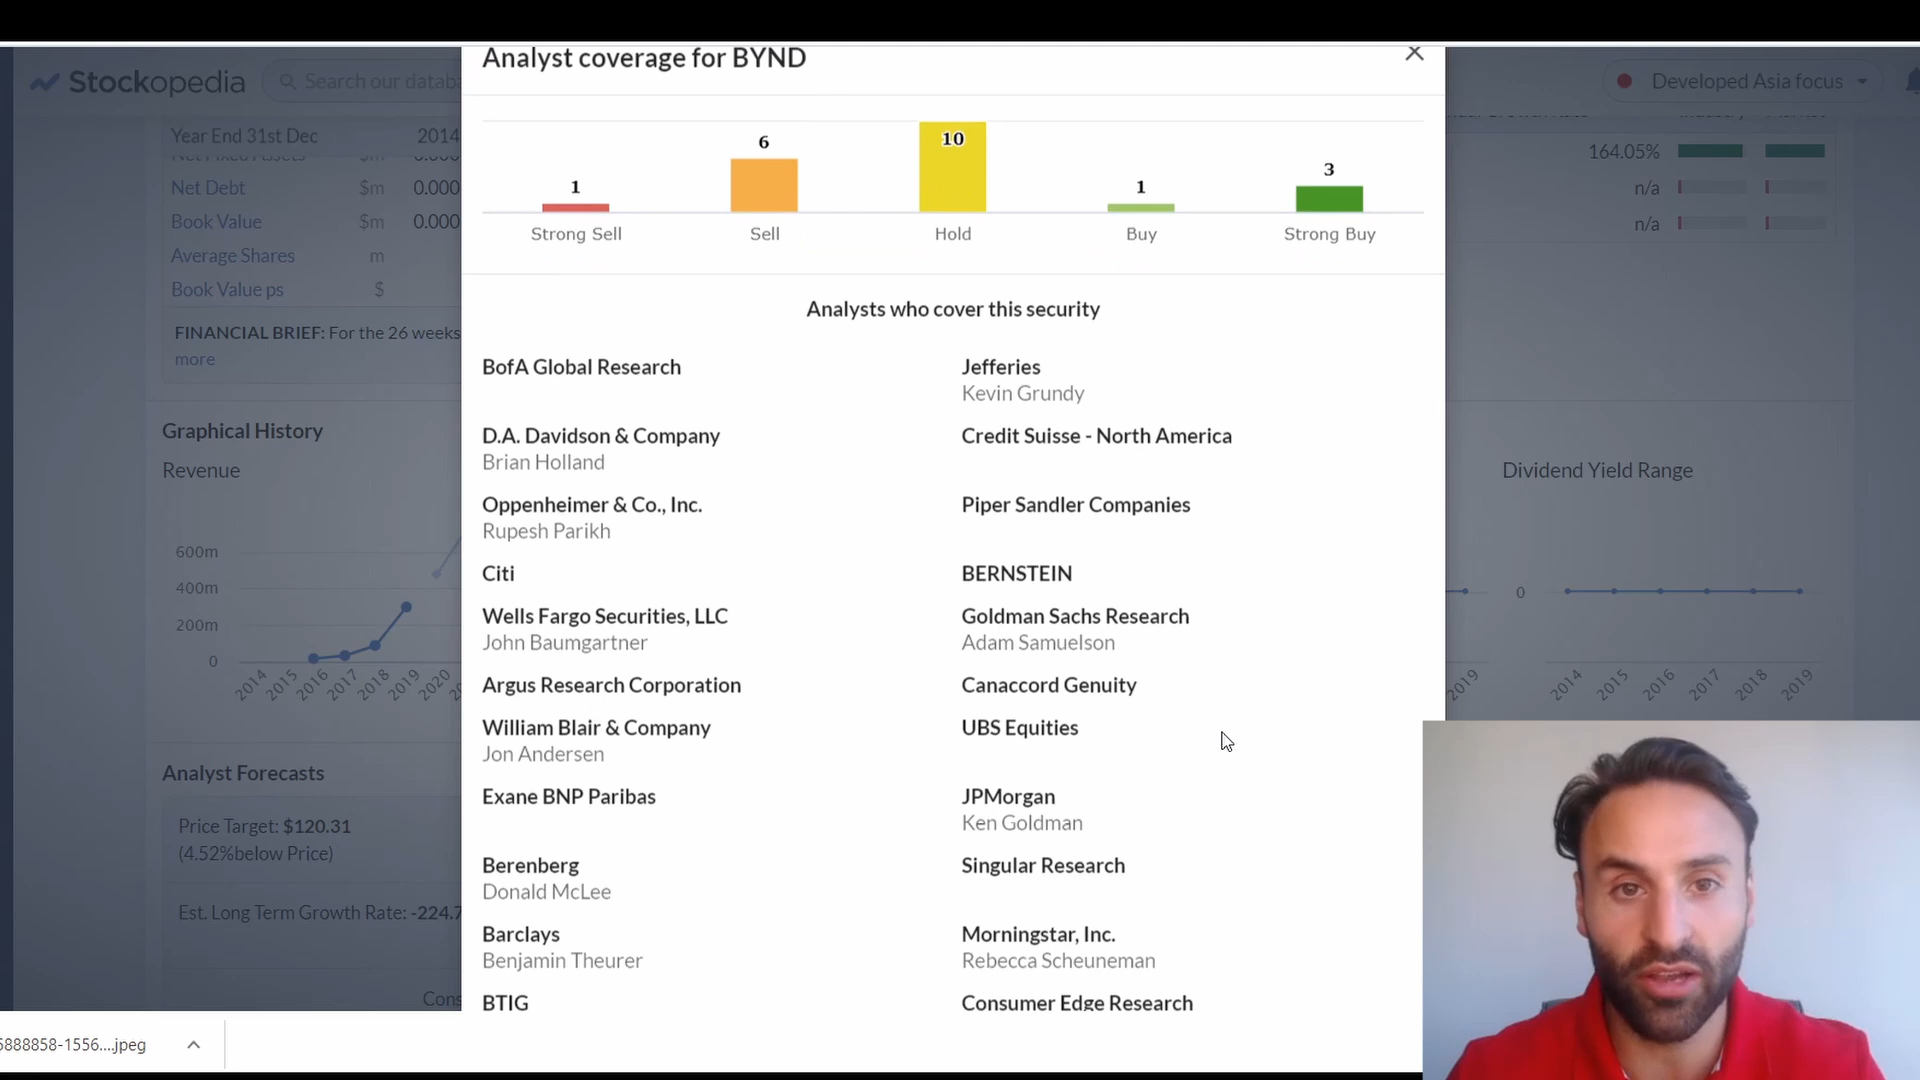 Analyst coverage for BYND
Stockopedia
Search our databa
Developed Asia focus
Year End 31st Dec 2014
Net Fixed Assets $m
Net Debt $m 0.000
Book Value $m 0.000
Average Shares m
Book Value ps $
FINANCIAL BRIEF: For the 26 weeks
more
164.05%
n/a
n/a
1
6
10
1
3
Strong Sell
Sell
Hold
Buy
Strong Buy
Analysts who cover this security
BofA Global Research
Jefferies
Kevin Grundy
D.A. Davidson & Company
Brian Holland
Credit Suisse - North America
Oppenheimer & Co., Inc.
Rupesh Parikh
Piper Sandler Companies
Citi
BERNSTEIN
Wells Fargo Securities, LLC
John Baumgartner
Goldman Sachs Research
Adam Samuelson
Argus Research Corporation
Canaccord Genuity
William Blair & Company
Jon Andersen
UBS Equities
Exane BNP Paribas
JPMorgan
Ken Goldman
Berenberg
Donald McLee
Singular Research
Barclays
Benjamin Theurer
Morningstar, Inc.
Rebecca Scheuneman
BTIG
Consumer Edge Research
Graphical History
Revenue
600m
400m
200m
0
2014 2015 2016 2017 2018 2019 2020
Dividend Yield Range
0
2019
2014 2015 2016 2017 2018 2019
Analyst Forecasts
Price Target: $120.31
(4.52%below Price)
Est. Long Term Growth Rate: -224.7
Cons
5888858-1556....jpeg